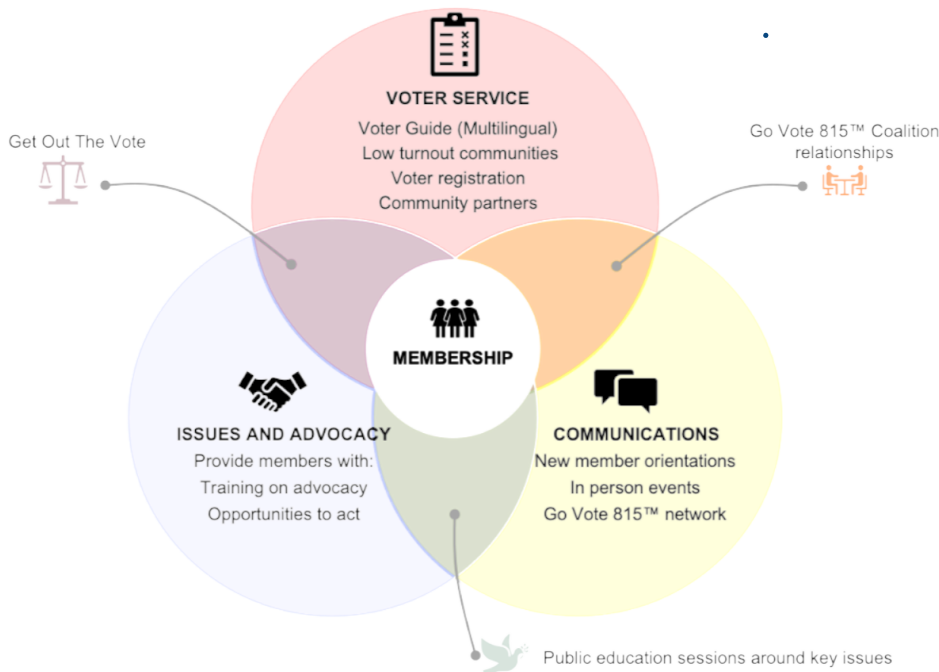 VOTER SERVICE
Voter Guide (Multilingual)
Low turnout communities
Voter registration
Community partners
Get Out The Vote
Go Vote 815™ Coalition
relationships
MEMBERSHIP
ISSUES AND ADVOCACY
Provide members with:
Training on advocacy
Opportunities to act
COMMUNICATIONS
New member orientations
In person events
Go Vote 815™ network
Public education sessions around key issues